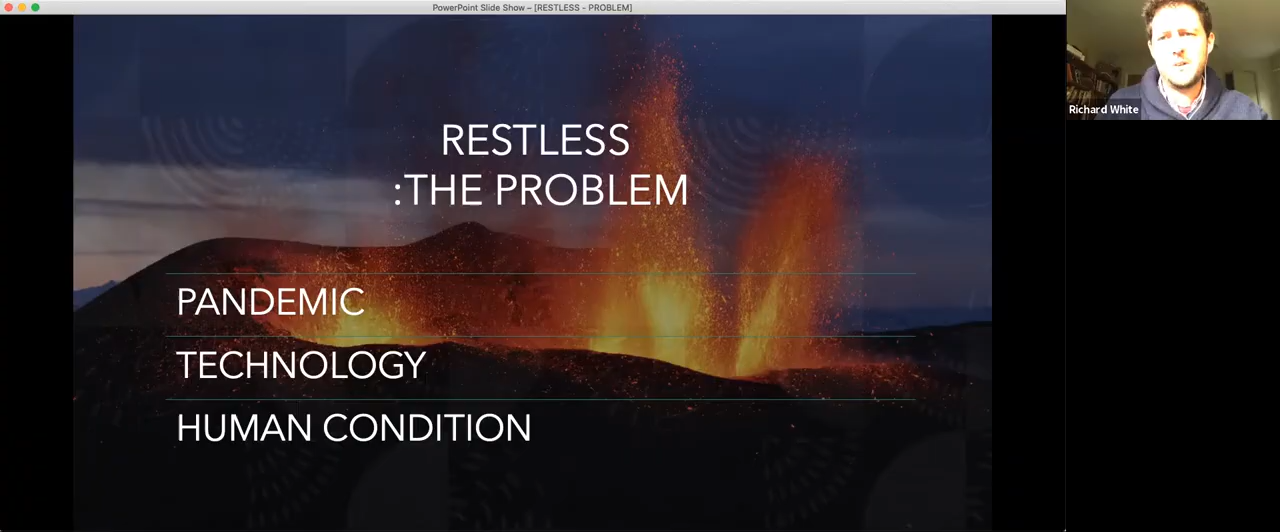 PowerPoint Slide Show – [RESTLESS - PROBLEM]
RESTLESS
:THE PROBLEM
PANDEMIC
TECHNOLOGY
HUMAN CONDITION
Richard White